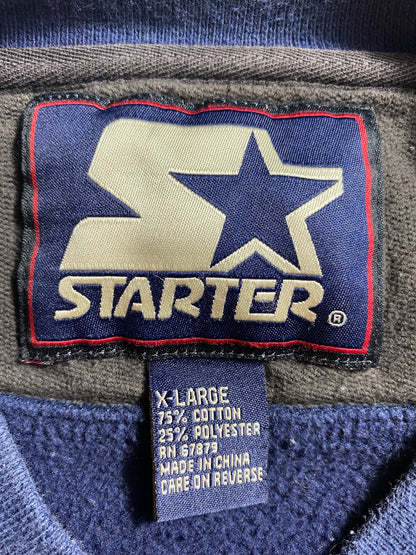 STARTER®
X-LARGE
75% COTTON
25% POLYESTER
RN 67879
MADE IN CHINA
CARE ON REVERSE